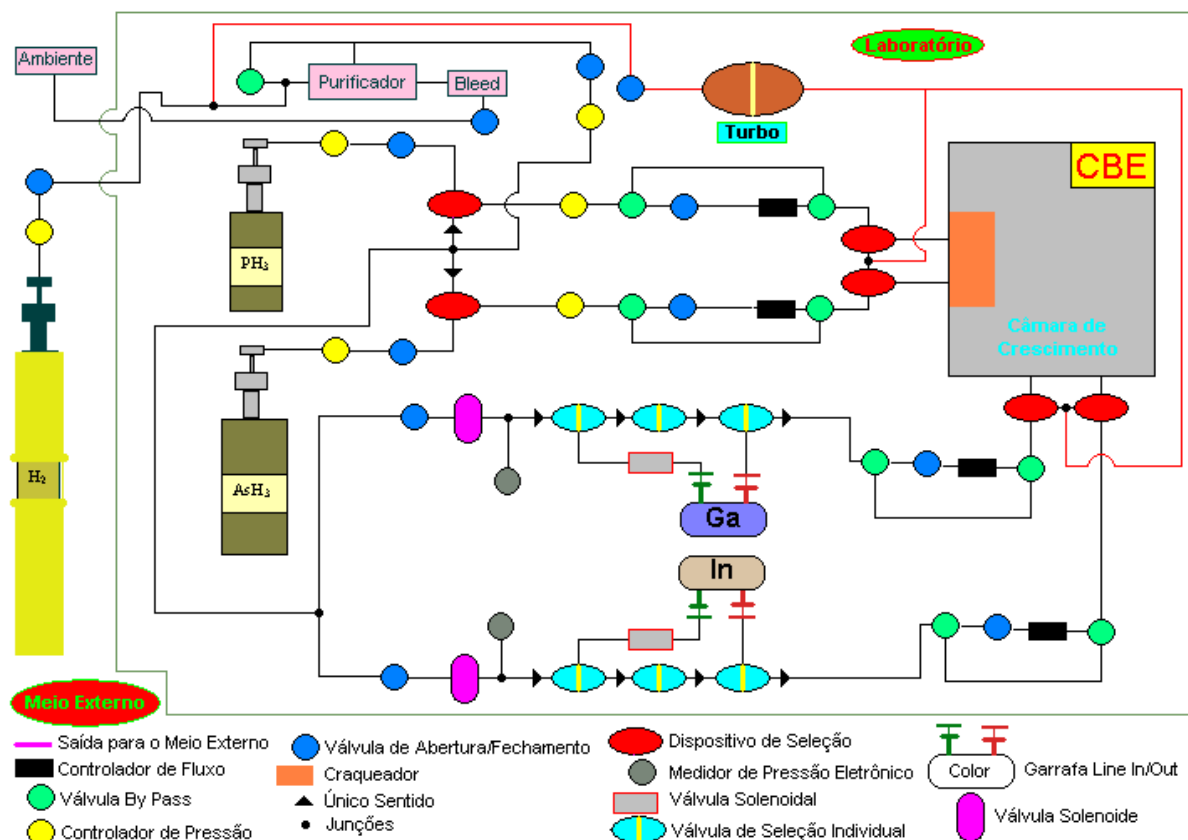 Laboratório
Ambiente
Purificador
Bleed
Turbo
CBE
PH₃
Câmara de
Crescimento
H₂
AsH₃
Ga
In
Meio Externo
Saída para o Meio Externo
Controlador de Fluxo
Válvula By Pass
Controlador de Pressão
Válvula de Abertura/Fechamento
Craqueador
Único Sentido
Junções
Dispositivo de Seleção
Medidor de Pressão Eletrônico
Válvula Solenoidal
Válvula de Seleção Individual
Color
Garrafa Line In/Out
Válvula Solenoide